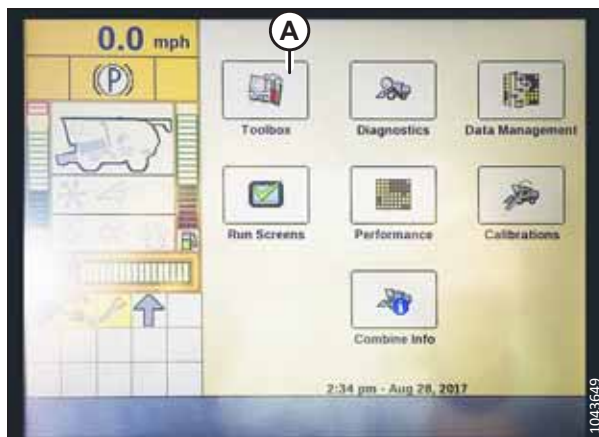 0.0 mph
A
(P)
Toolbox
Diagnostics
Data Management
Run Screens
Performance
Calibrations
Combine Info
2:34 pm - Aug 28, 2017
1043649